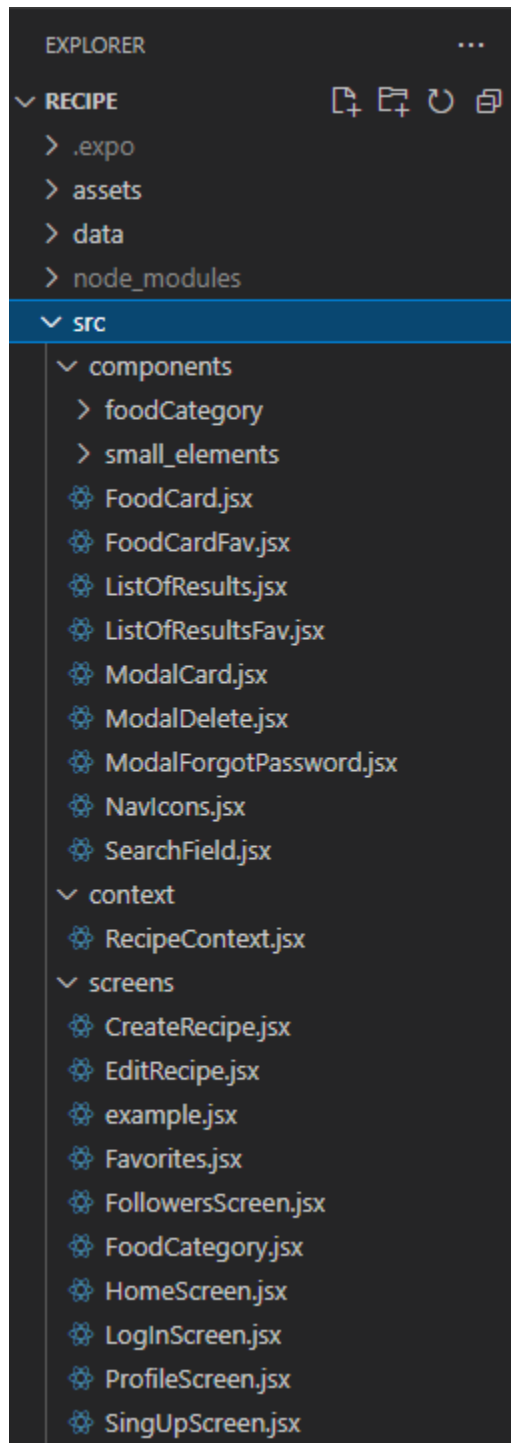 EXPLORER
RECIPE
.expo
assets
data
node_modules
src
components
foodCategory
small_elements
FoodCard.jsx
FoodCardFav.jsx
ListOfResults.jsx
ListOfResultsFav.jsx
ModalCard.jsx
ModalDelete.jsx
ModalForgotPassword.jsx
NavIcons.jsx
SearchField.jsx
context
RecipeContext.jsx
screens
CreateRecipe.jsx
EditRecipe.jsx
example.jsx
Favorites.jsx
FollowersScreen.jsx
FoodCategory.jsx
HomeScreen.jsx
LogInScreen.jsx
ProfileScreen.jsx
SingUpScreen.jsx